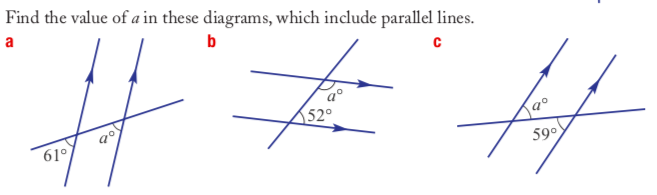 Find the value of a in these diagrams, which include parallel lines.
a b c
61° a°
a° 52°
a° 59°